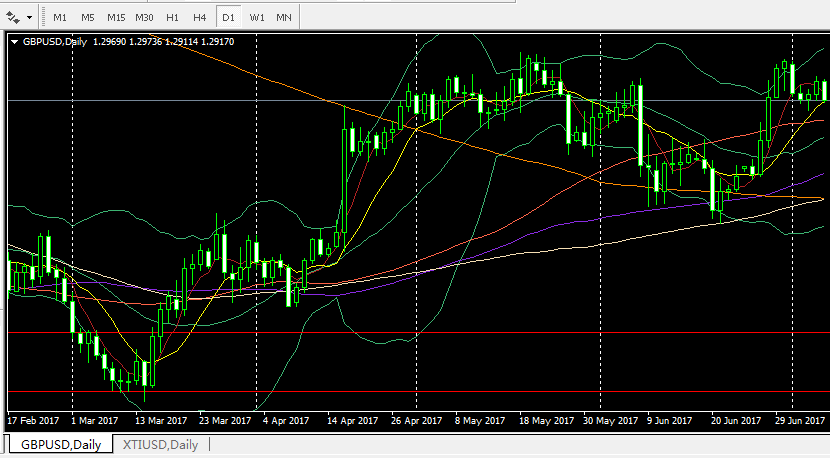 M1 M5 M15 M30 H1 H4 D1 W1 MN
GBPUSD,Daily 1.29690 1.29736 1.29114 1.29170
17 Feb 2017 1 Mar 2017 13 Mar 2017 23 Mar 2017 4 Apr 2017 14 Apr 2017 26 Apr 2017 8 May 2017 18 May 2017 30 May 2017 9 Jun 2017 20 Jun 2017 29 Jun 2017
GBPUSD,Daily XTIUSD,Daily